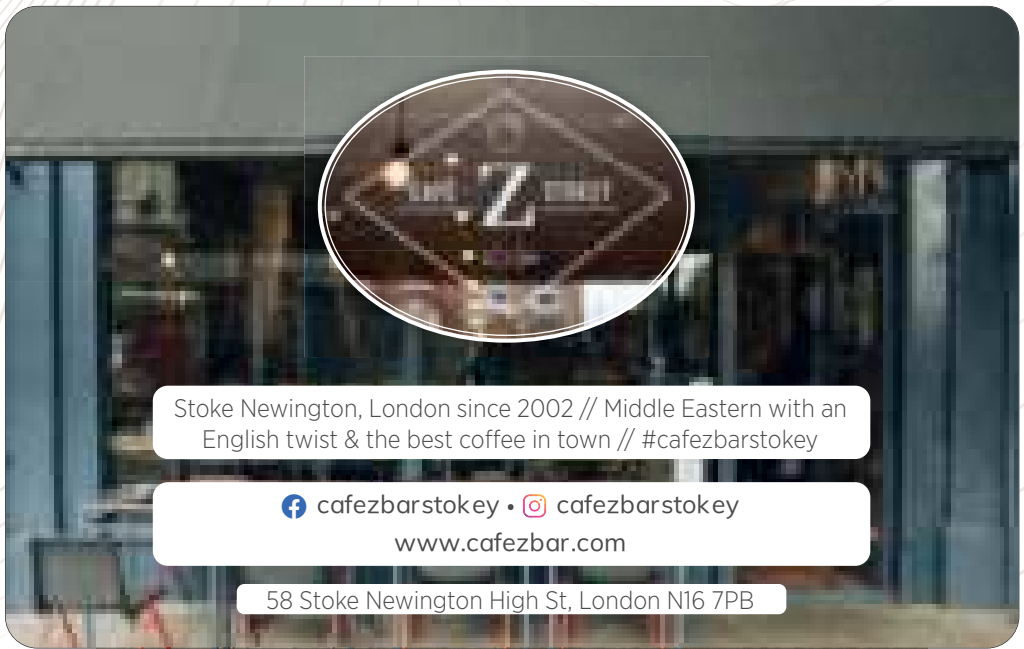 Z
Stoke Newington, London since 2002 // Middle Eastern with an
English twist & the best coffee in town // #cafezbarstokey
cafezbarstokey • cafezbarstokey
www.cafezbar.com
58 Stoke Newington High St, London N16 7PB